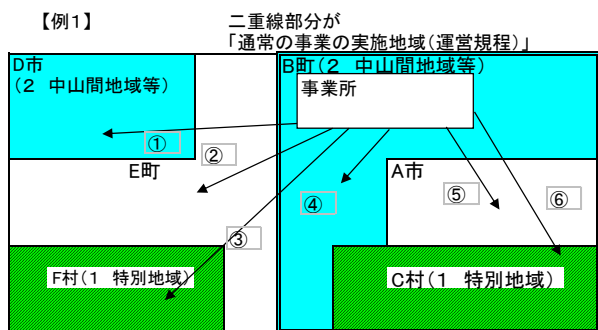 【例1】
二重線部分が
「通常の事業の実施地域(運営規程)」
D市
(2 中山間地域等)
B町(2 中山間地域等)
事業所
①
②
E町
A市
④
⑤
⑥
③
F村(1 特別地域)
C村(1 特別地域)